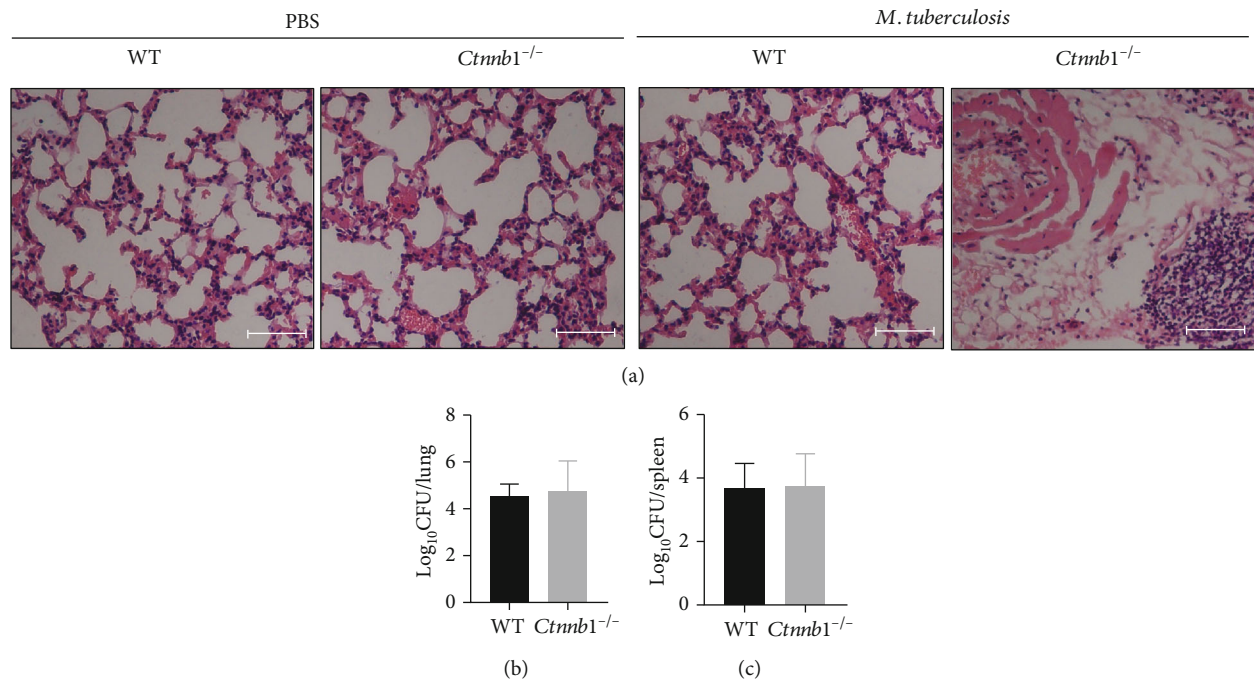 PBS
M. tuberculosis
WT
Ctnnb1⁻/⁻
WT
Ctnnb1⁻/⁻
(a)
Log₁₀CFU/lung
8
6
4
2
0
WT
Ctnnb1⁻/⁻
(b)
Log₁₀CFU/spleen
6
4
2
0
WT
Ctnnb1⁻/⁻
(c)